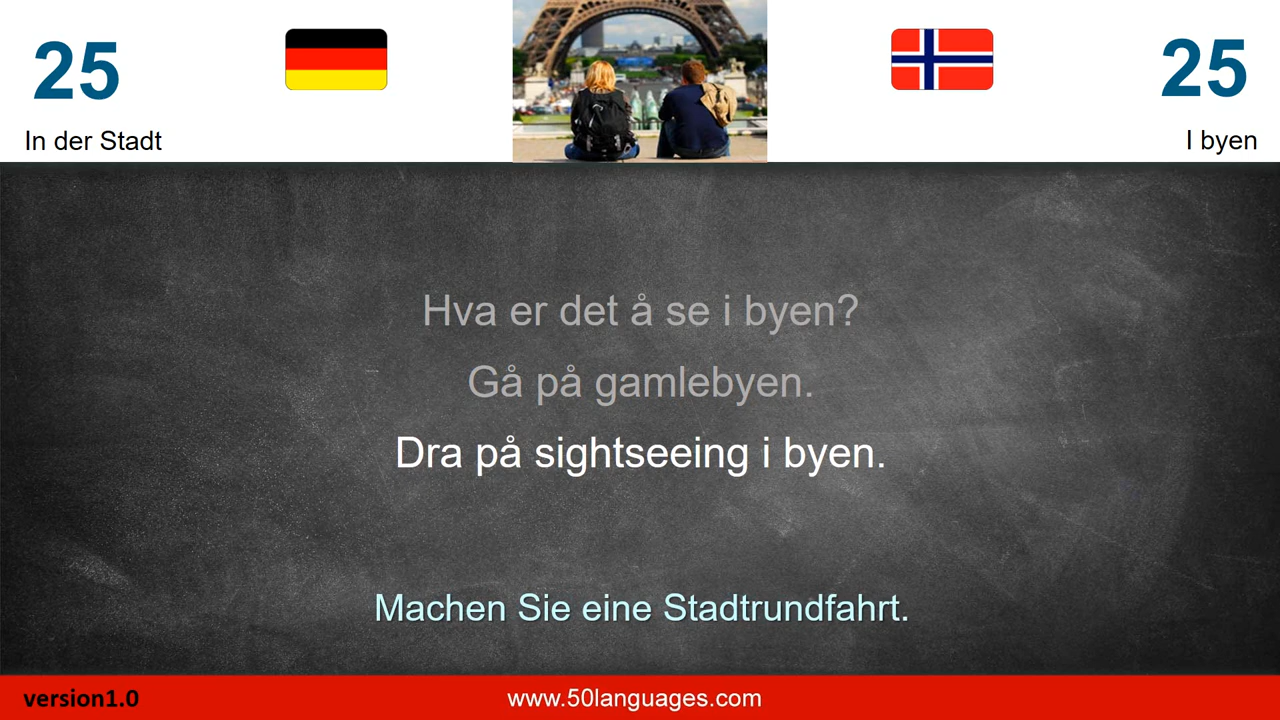 25
25
In der Stadt
I byen
Hva er det å se i byen?
Gå på gamlebyen.
Dra på sightseeing i byen.
Machen Sie eine Stadtrundfahrt.
version1.0
www.50languages.com